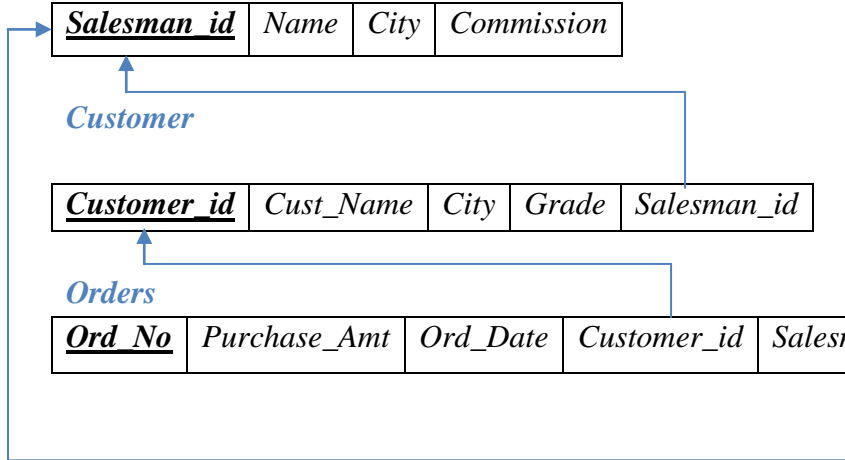 Salesman_id Name City Commission
Customer
Customer_id Cust_Name City Grade Salesman_id
Orders
Ord_No Purchase_Amt Ord_Date Customer_id